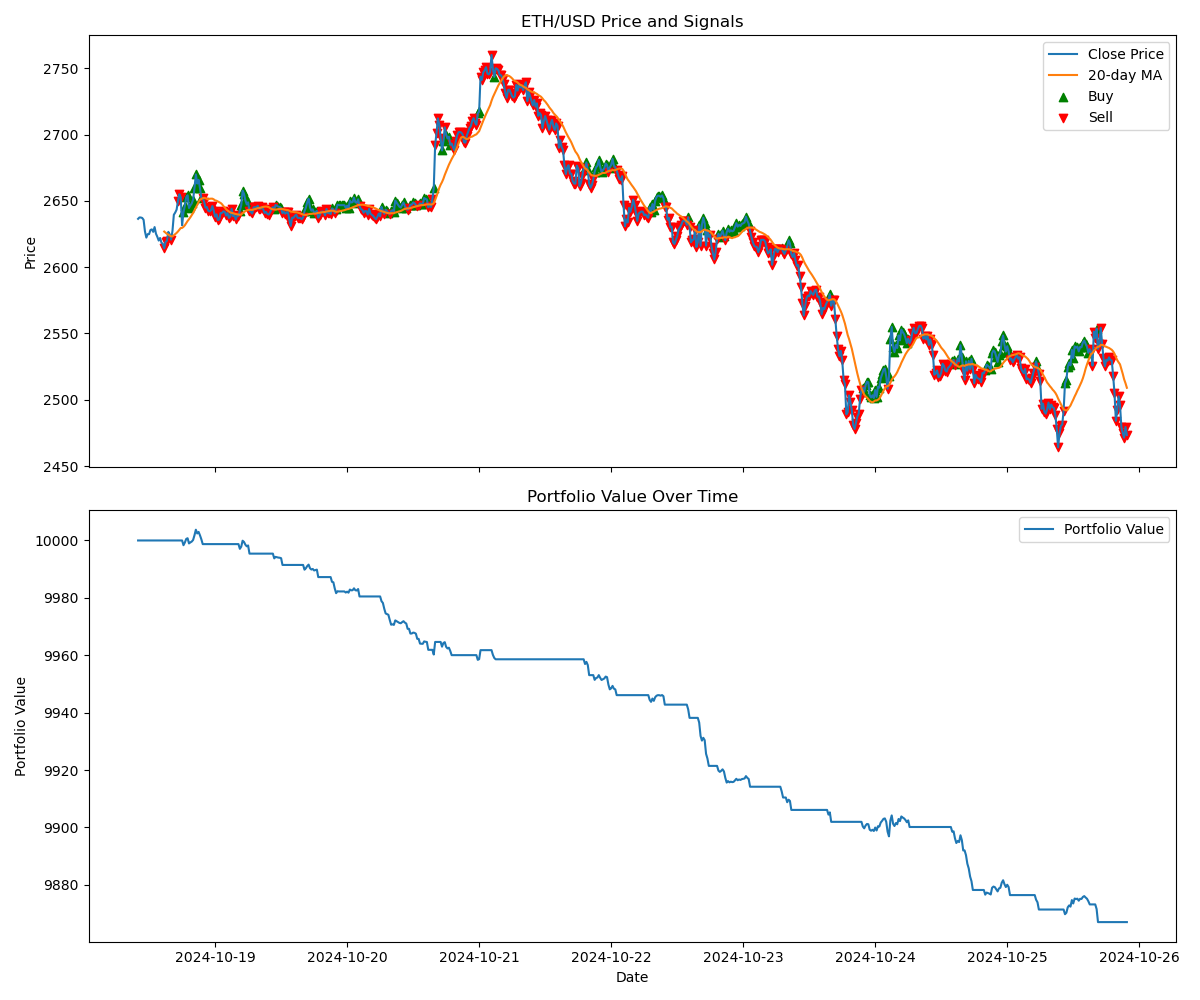 ETH/USD Price and Signals
Price
2750
2700
2650
2600
2550
2500
2450
Close Price
20-day MA
Buy
Sell
Portfolio Value Over Time
Portfolio Value
10000
9980
9960
9940
9920
9900
9880
Portfolio Value
2024-10-19
2024-10-20
2024-10-21
2024-10-22
2024-10-23
2024-10-24
2024-10-25
2024-10-26
Date